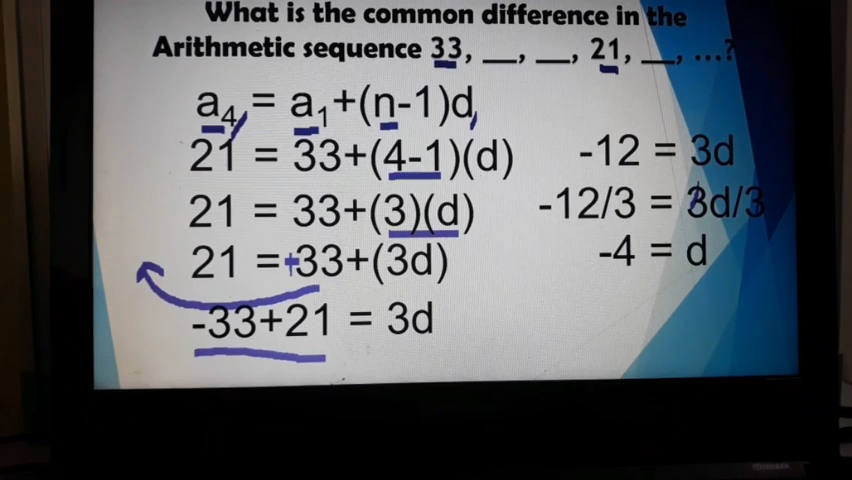 What is the common difference in the
Arithmetic sequence 33, __, __, 21, __, ...?
a₄ = a₁+(n-1)d
21 = 33+(4-1)(d)
21 = 33+(3)(d)
21 = +33+(3d)
-33+21 = 3d
-12 = 3d
-12/3 = 3d/3
-4 = d